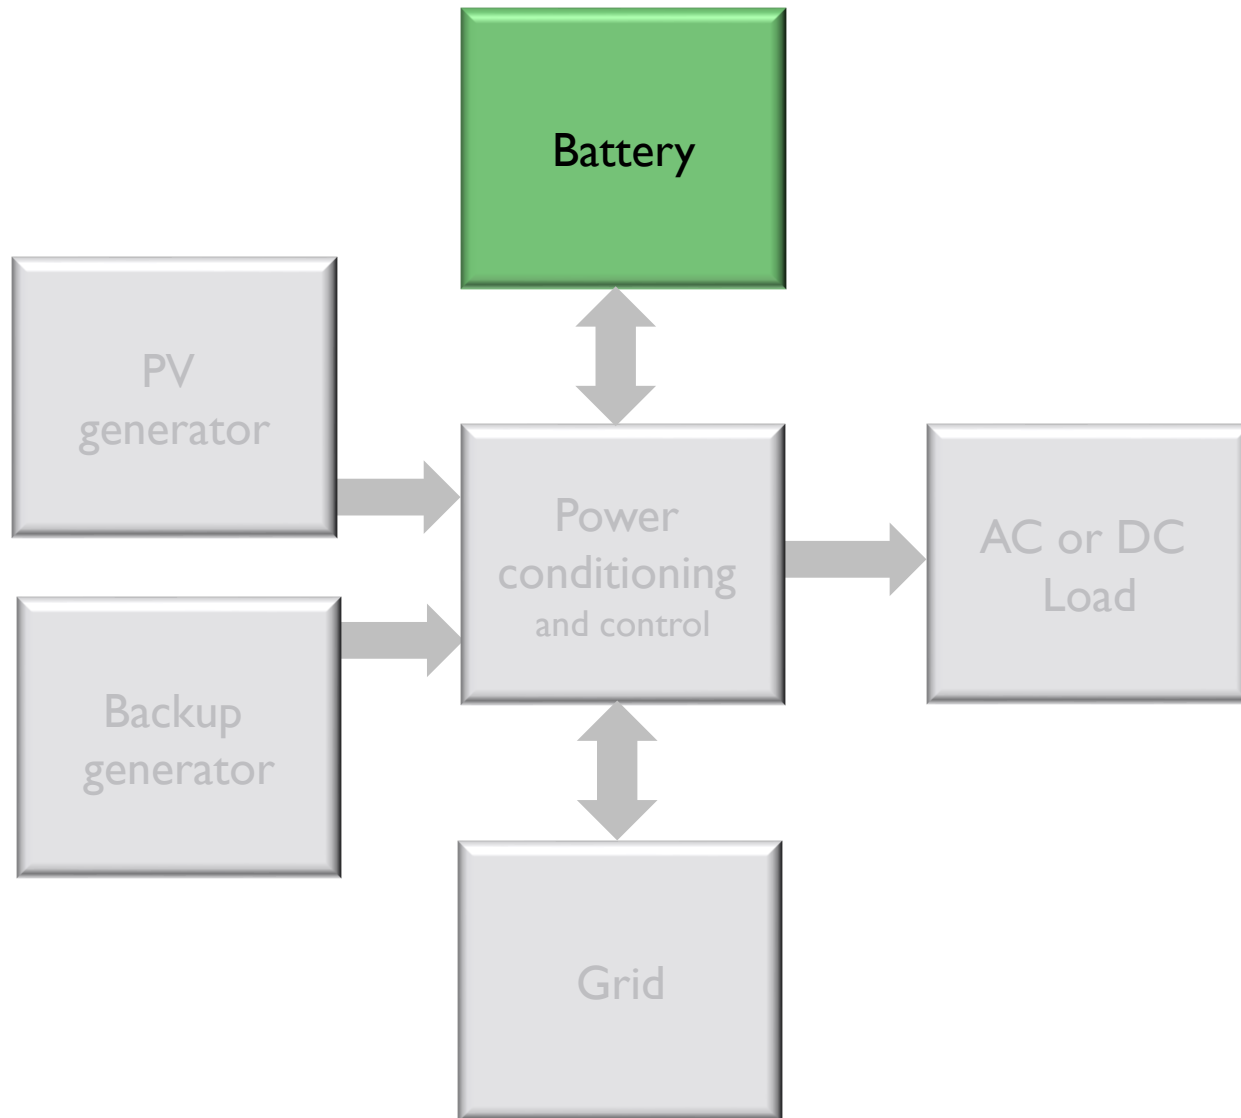 Battery
PV
generator
Power
conditioning
and control
AC or DC
Load
Backup
generator
Grid